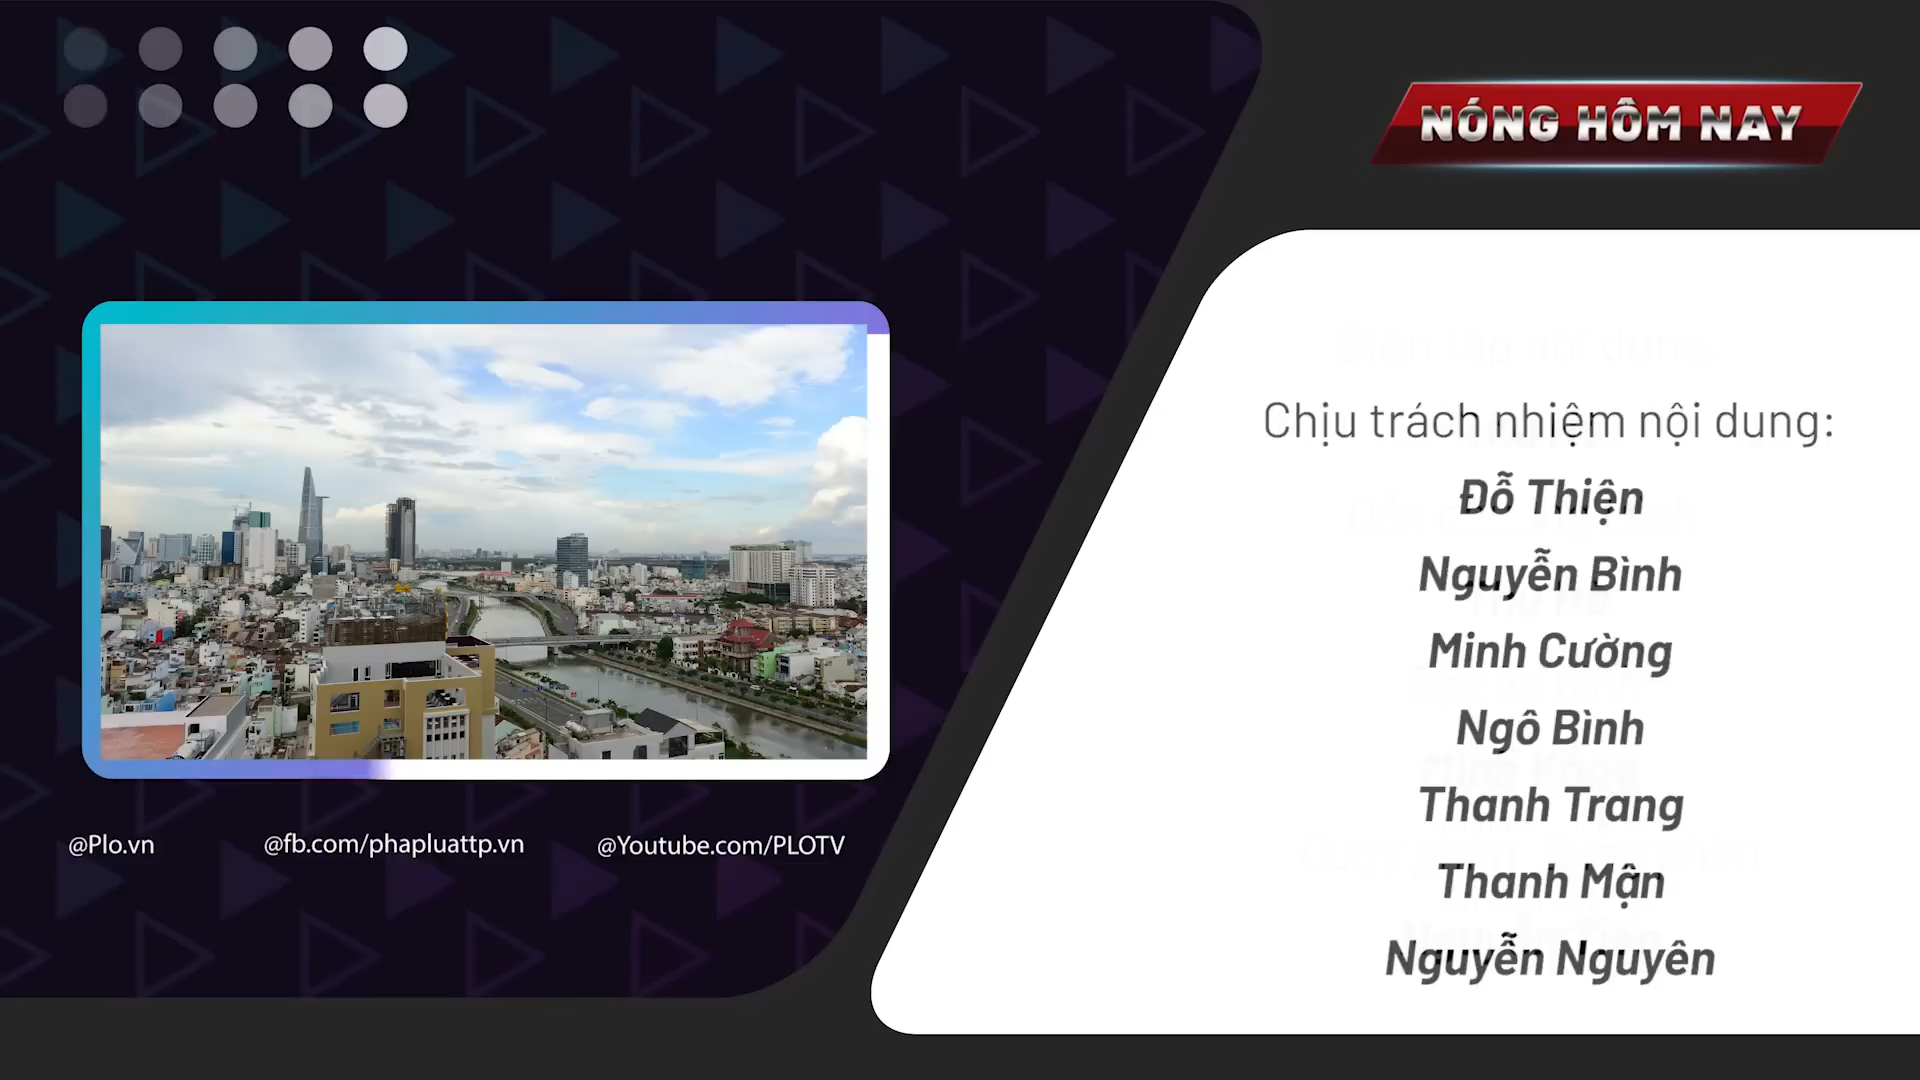 NÓNG HÔM NAY
Chịu trách nhiệm nội dung:
Đỗ Thiện
Nguyễn Bình
Minh Cường
Ngô Bình
Thanh Trang
Thanh Mận
Nguyễn Nguyên
@Plo.vn
@fb.com/phapluattp.vn
@Youtube.com/PLOTV